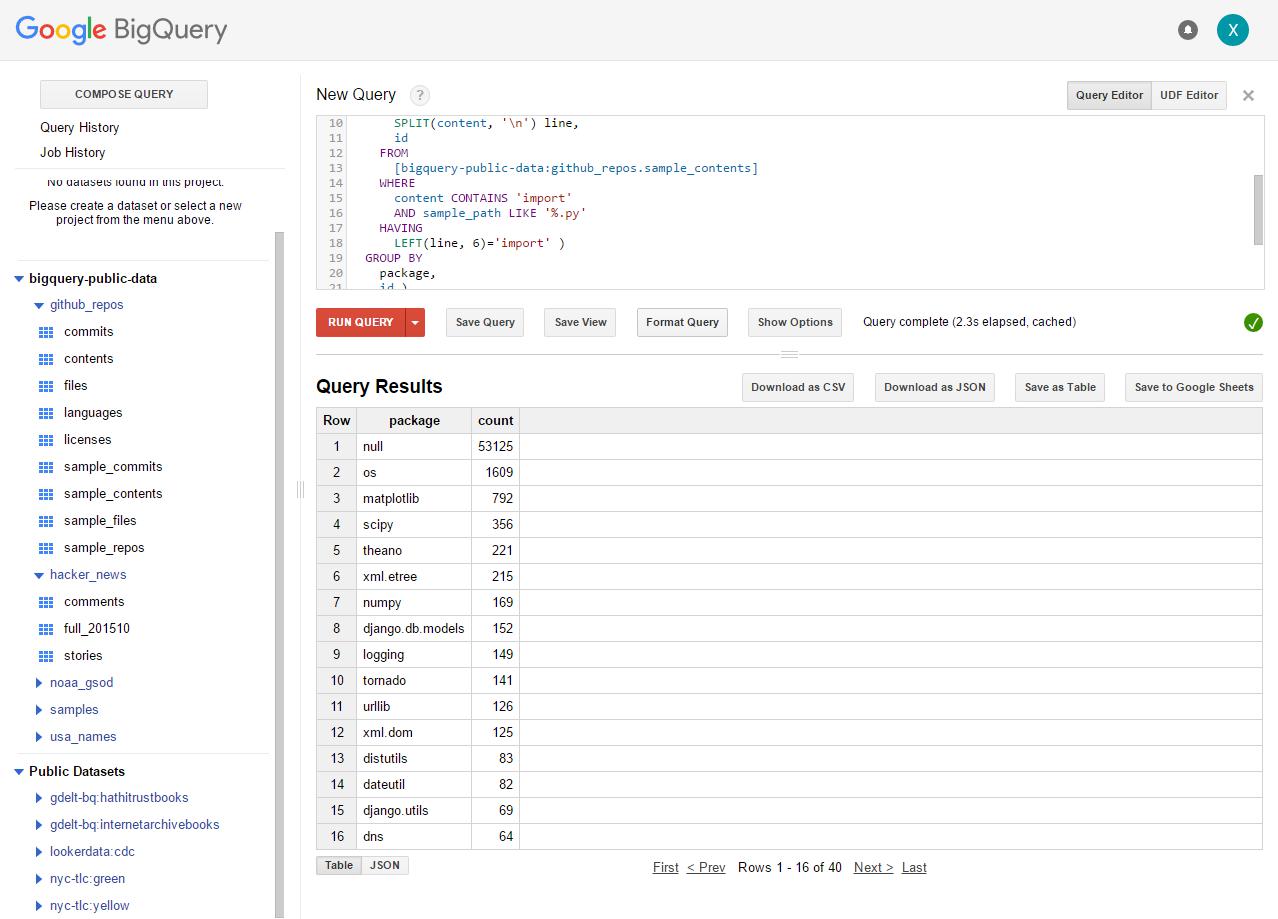 Google BigQuery
X
COMPOSE QUERY
Query History
Job History
No datasets found in this project.
Please create a dataset or select a new
project from the menu above.
bigquery-public-data
github_repos
commits
contents
files
languages
licenses
sample_commits
sample_contents
sample_files
sample_repos
hacker_news
comments
full_201510
stories
noaa_gsod
samples
usa_names
Public Datasets
gdelt-bq:hathitrustbooks
gdelt-bq:internetarchivebooks
lookerdata:cdc
nyc-tlc:green
nyc-tlc:yellow
New Query ? Query Editor UDF Editor
10 SPLIT(content, '\n') line,
11 id
12 FROM
13 [bigquery-public-data:github_repos.sample_contents]
14 WHERE
15 content CONTAINS 'import'
16 AND sample_path LIKE '%.py'
17 HAVING
18 LEFT(line, 6)='import' )
19 GROUP BY
20 package,
21 id )
RUN QUERY Save Query Save View Format Query Show Options Query complete (2.3s elapsed, cached)
Query Results Download as CSV Download as JSON Save as Table Save to Google Sheets
Row package count
1 null 53125
2 os 1609
3 matplotlib 792
4 scipy 356
5 theano 221
6 xml.etree 215
7 numpy 169
8 django.db.models 152
9 logging 149
10 tornado 141
11 urllib 126
12 xml.dom 125
13 distutils 83
14 dateutil 82
15 django.utils 69
16 dns 64
Table JSON First < Prev Rows 1 - 16 of 40 Next > Last